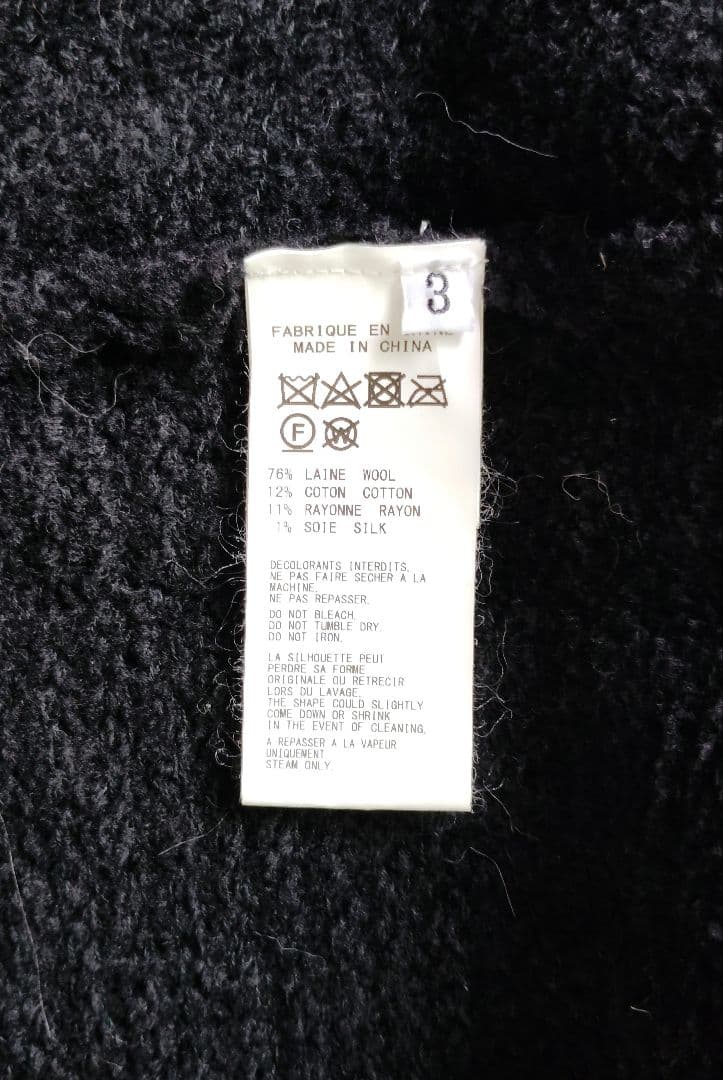 3
FABRIQUE EN
MADE IN CHINA
F
W
76% LAINE WOOL
12% COTON COTTON
11% RAYONNE RAYON
1% SOIE SILK
DECOLORANTS INTERDITS.
NE PAS FAIRE SECHER A LA
MACHINE.
NE PAS REPASSER.
DO NOT BLEACH.
DO NOT TUMBLE DRY.
DO NOT IRON.
LA SILHOUETTE PEUT
PERDRE SA FORME
ORIGINALE OU RETRECIR
LORS DU LAVAGE.
THE SHAPE COULD SLIGHTLY
COME DOWN OR SHRINK
IN THE EVENT OF CLEANING.
A REPASSER A LA VAPEUR
UNIQUEMENT.
STEAM ONLY.